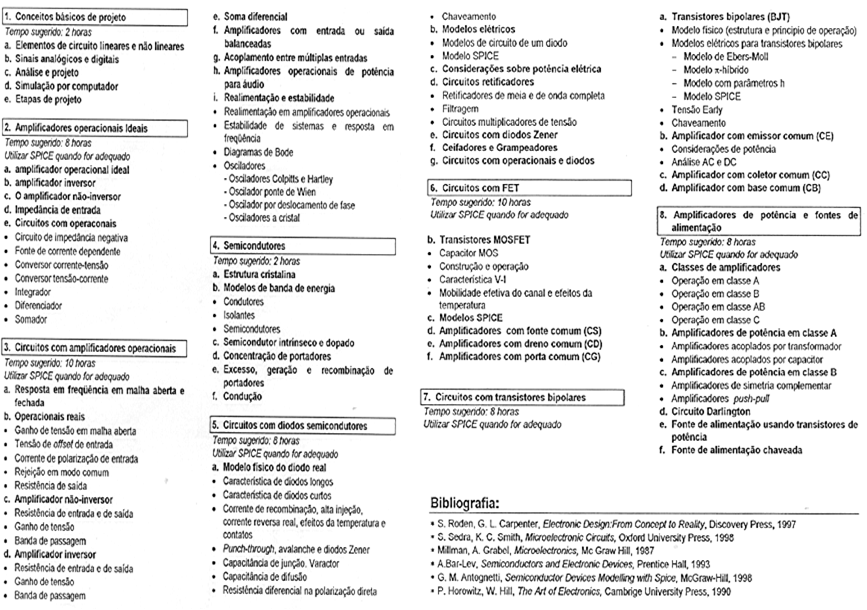 1. Conceitos básicos de projeto
Tempo sugerido: 2 horas
a. Elementos de circuito lineares e não lineares
b. Sinais analógicos e digitais
c. Análise e projeto
d. Simulação por computador
e. Etapas de projeto
2. Amplificadores operacionais Ideais
Tempo sugerido: 8 horas
Utilizar SPICE quando for adequado
a. amplificador operacional ideal
b. amplificador inversor
c. O amplificador não-inversor
d. Impedância de entrada
e. Circuitos com operaconais
• Circuito de impedância negativa
• Fonte de corrente dependente
• Conversor corrente-tensão
• Conversor tensão-corrente
• Integrador
• Diferenciador
• Somador
3. Circuitos com amplificadores operacionais
Tempo sugerido: 10 horas
Utilizar SPICE quando for adequado
a. Resposta em freqüência em malha aberta e
fechada
b. Operacionais reais
• Ganho de tensão em malha aberta
• Tensão de offset de entrada
• Corrente de polarização de entrada
• Rejeição em modo comum
• Resistência de saída
c. Amplificador não-inversor
• Resistência de entrada e de saída
• Ganho de tensão
• Banda de passagem
d. Amplificador inversor
• Resistência de entrada e de saída
• Ganho de tensão
• Banda de passagem
e. Soma diferencial
f. Amplificadores com entrada ou saída
balanceadas
g. Acoplamento entre múltiplas entradas
h. Amplificadores operacionais de potência
para áudio
i. Realimentação e estabilidade
• Realimentação em amplificadores operacionais
• Estabilidade de sistemas e resposta em
freqüência
• Diagramas de Bode
• Osciladores
- Osciladores Colpitts e Hartley
- Oscilador ponte de Wien
- Oscilador por deslocamento de fase
- Osciladores a cristal
4. Semicondutores
Tempo sugerido: 2 horas
a. Estrutura cristalina
b. Modelos de banda de energia
• Condutores
• Isolantes
• Semicondutores
c. Semicondutor intrínseco e dopado
d. Concentração de portadores
e. Excesso, geração e recombinação de
portadores
f. Condução
5. Circuitos com diodos semicondutores
Tempo sugerido: 6 horas
Utilizar SPICE quando for adequado
a. Modelo físico do diodo real
• Característica de diodos longos
• Característica de diodos curtos
• Corrente de recombinação, alta injeção,
corrente reversa real, efeitos da temperatura e
contatos
• Punch-through, avalanche e diodos Zener
• Capacitância de junção, Varactor
• Capacitância de difusão
• Resistência diferencial na polarização direta
• Chaveamento
b. Modelos elétricos
• Modelos de circuito de um diodo
• Modelo SPICE
c. Considerações sobre potência elétrica
d. Circuitos retificadores
• Retificadores de meia e de onda completa
• Filtragem
• Circuitos multiplicadores de tensão
e. Circuitos com diodos Zener
f. Ceifadores e Grampeadores
g. Circuitos com operacionais e diodos
6. Circuitos com FET
Tempo sugerido: 10 horas
Utilizar SPICE quando for adequado
b. Transistores MOSFET
• Capacitor MOS
• Construção e operação
• Característica V-I
• Mobilidade efetiva do canal e efeitos da
temperatura
c. Modelos SPICE
d. Amplificadores com fonte comum (CS)
e. Amplificadores com dreno comum (CD)
f. Amplificadores com porta comum (CG)
7. Circuitos com transistores bipolares
Tempo sugerido: 8 horas
Utilizar SPICE quando for adequado
a. Transistores bipolares (BJT)
• Modelo físico (estrutura e principio de operação)
• Modelos elétricos para transistores bipolares
– Modelo de Ebers-Moll
– Modelo π-híbrido
– Modelo com parâmetros h
– Modelo SPICE
• Tensão Early
• Chaveamento
b. Amplificador com emissor comum (CE)
• Considerações de potência
• Análise AC e DC
c. Amplificador com coletor comum (CC)
d. Amplificador com base comum (CB)
8. Amplificadores de potência e fontes de
alimentação
Tempo sugerido: 8 horas
Utilizar SPICE quando for adequado
a. Classes de amplificadores
• Operação em classe A
• Operação em classe B
• Operação em classe AB
• Operação em classe C
b. Amplificadores de potência em classe A
• Amplificadores acoplados por transformador
• Amplificadores acoplados por capacitor
c. Amplificadores de potência em classe B
• Amplificadores de simetria complementar
• Amplificadores push-pull
d. Circuito Darlington
e. Fonte de alimentação usando transistores de
potência
f. Fonte de alimentação chaveada
Bibliografia:
• S. Roden, G. L. Carpenter, Electronic Design:From Concept to Reality, Discovery Press, 1997
• S. Sedra, K. C. Smith, Microelectronic Circuits, Oxford University Press, 1998
• Millman, A. Grabel, Microelectronics, Mc Graw Hill, 1987
• A.Bar-Lev, Semiconductors and Electronic Devices, Prentice Hall, 1993
• G. M. Antognetti, Semiconductor Devices Modelling with Spice, McGraw-Hill, 1998
• P. Horowitz, W. Hill, The Art of Electronics, Cambrige University Press, 1990